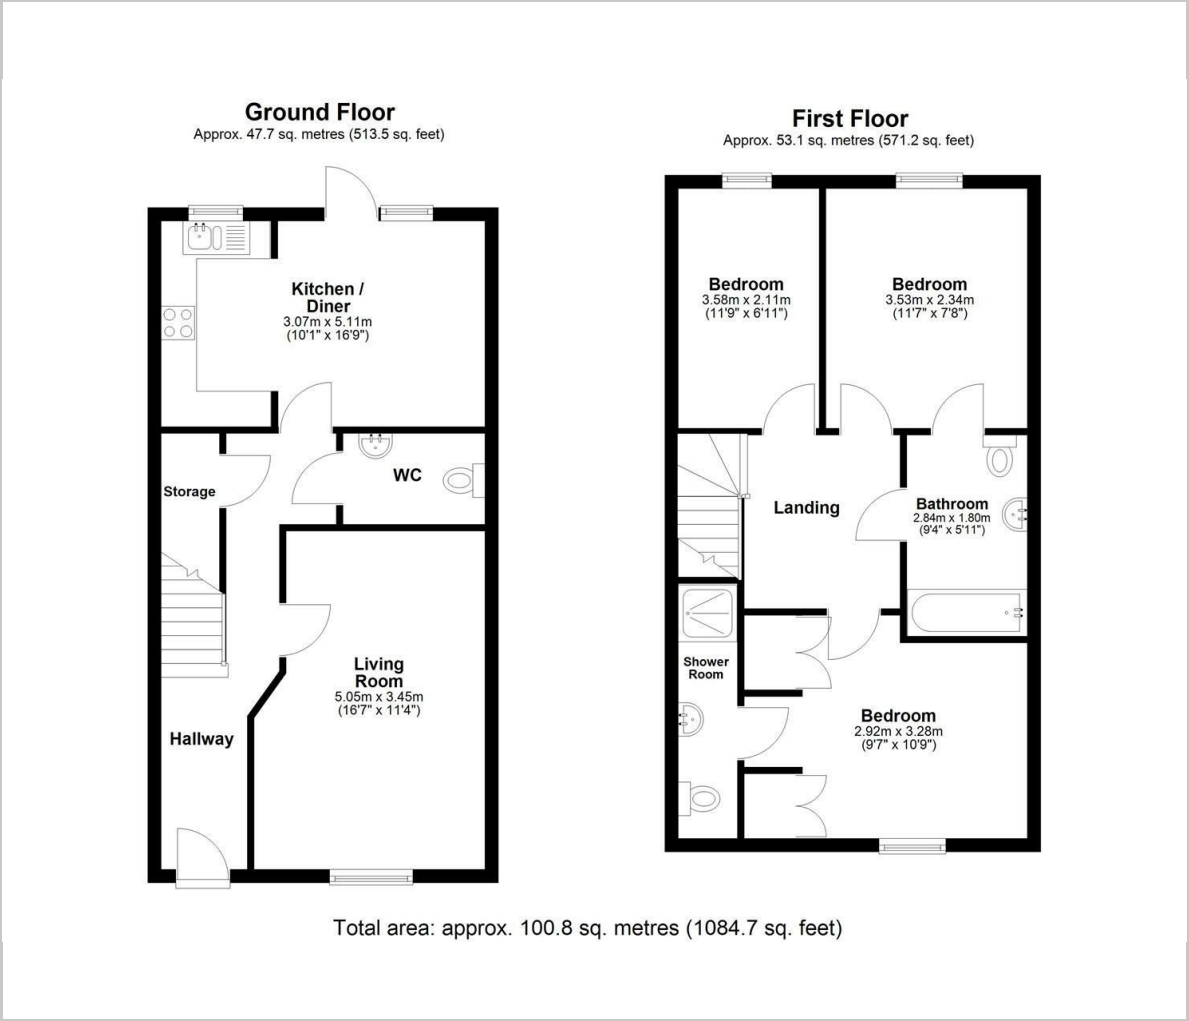 Ground Floor
Approx. 47.7 sq. metres (513.5 sq. feet)
Kitchen /
Diner
3.07m x 5.11m
(10'1" x 16'9")
Storage
WC
Living
Room
5.05m x 3.45m
(16'7" x 11'4")
Hallway
First Floor
Approx. 53.1 sq. metres (571.2 sq. feet)
Bedroom
3.58m x 2.11m
(11'9" x 6'11")
Bedroom
3.53m x 2.34m
(11'7" x 7'8")
Landing
Bathroom
2.84m x 1.80m
(9'4" x 5'11")
Shower
Room
Bedroom
2.92m x 3.28m
(9'7" x 10'9")
Total area: approx. 100.8 sq. metres (1084.7 sq. feet)